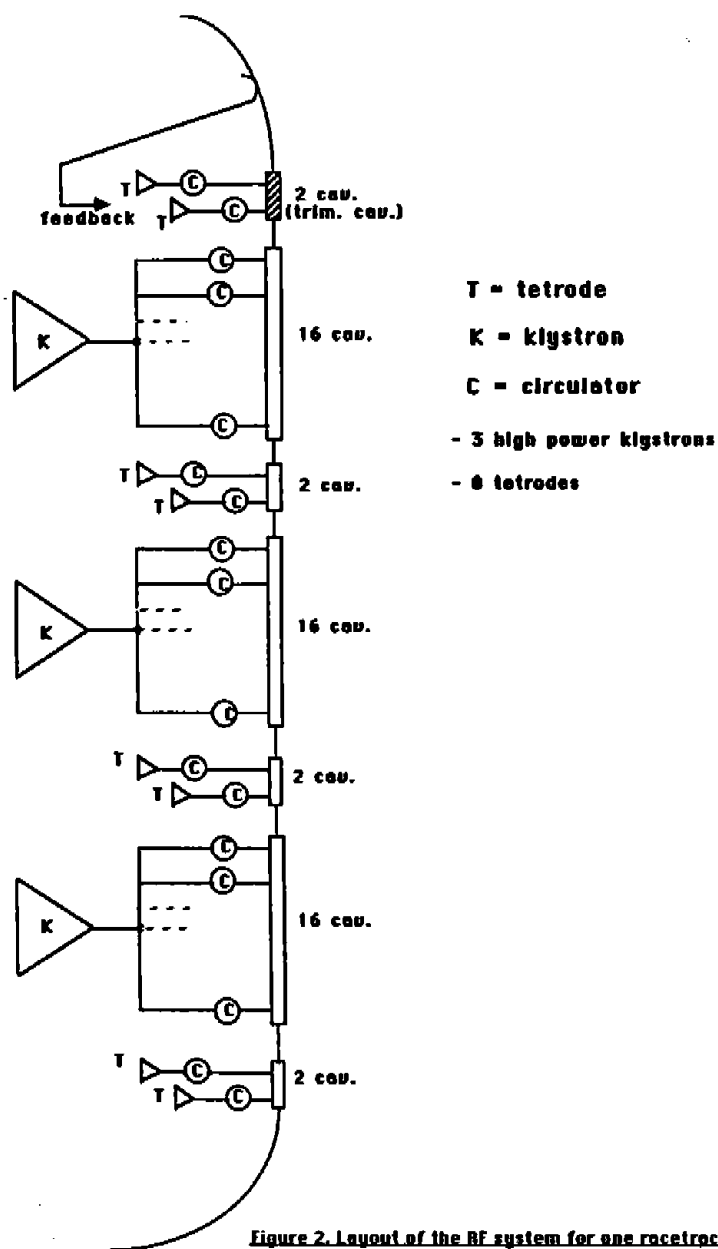 T C
2 cav.
feedback T C (trim. cav.)
C
C
K 16 cav.
C
T C
T C 2 cav.
C
C
K 16 cav.
C
T C
T C 2 cav.
C
C
K 16 cav.
C
T C
T C 2 cav.
T = tetrode
K = klystron
C = circulator
- 3 high power klystrons
- 8 tetrodes
Figure 2. Layout of the RF system for one racetrac